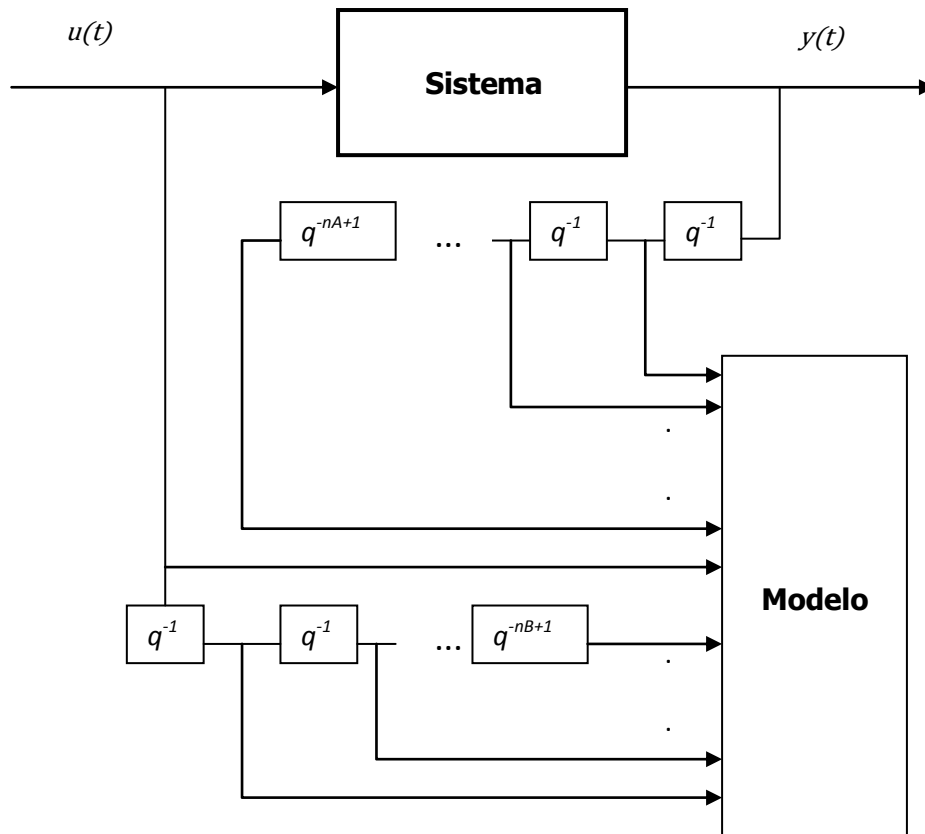 u(t)
y(t)
Sistema
q^-nA+1
...
q^-1
q^-1
.
.
Modelo
q^-1
q^-1
...
q^-nB+1
.
.